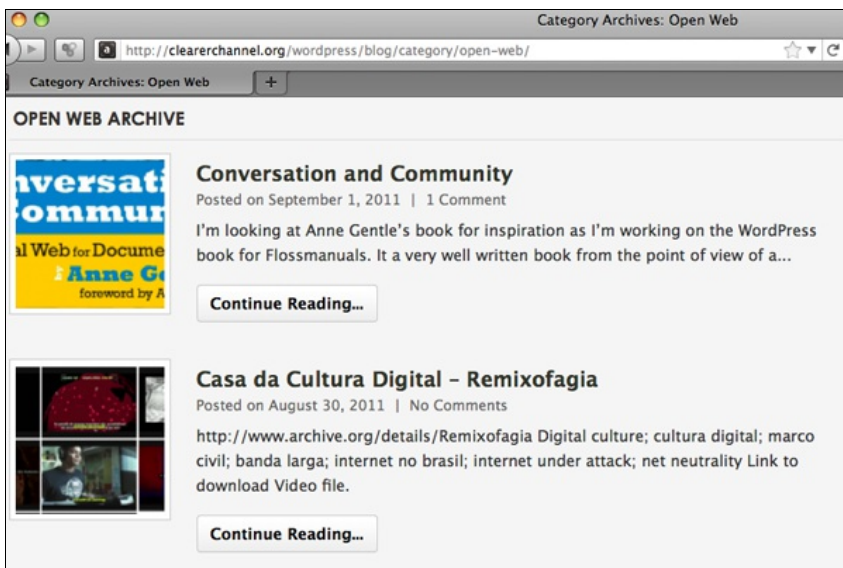 Category Archives: Open Web
http://clearerchannel.org/wordpress/blog/category/open-web/
Category Archives: Open Web
OPEN WEB ARCHIVE
nversati
ommun
al Web for Docume
by Anne Ge
foreword by A
Conversation and Community
Posted on September 1, 2011 | 1 Comment
I'm looking at Anne Gentle's book for inspiration as I'm working on the WordPress
book for Flossmanuals. It a very well written book from the point of view of a...
Continue Reading...
Casa da Cultura Digital – Remixofagia
Posted on August 30, 2011 | No Comments
http://www.archive.org/details/Remixofagia Digital culture; cultura digital; marco
civil; banda larga; internet no brasil; internet under attack; net neutrality Link to
download Video file.
Continue Reading...